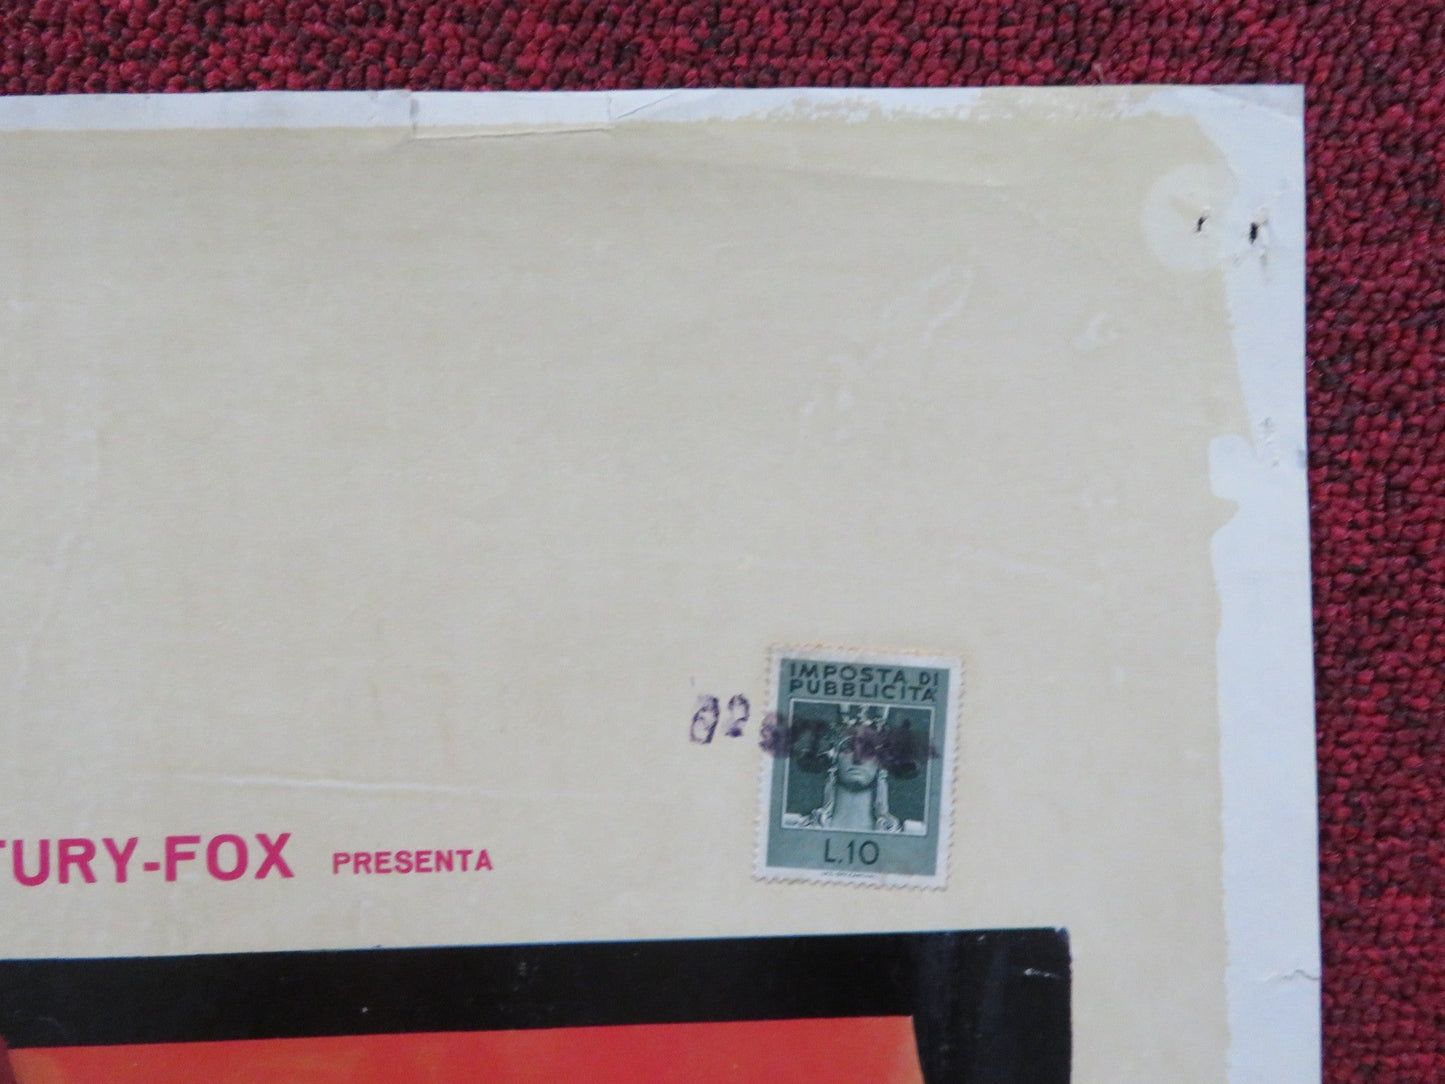 IMPOSTA DI
PUBBLICITA
L.10
TURY-FOX PRESENTA